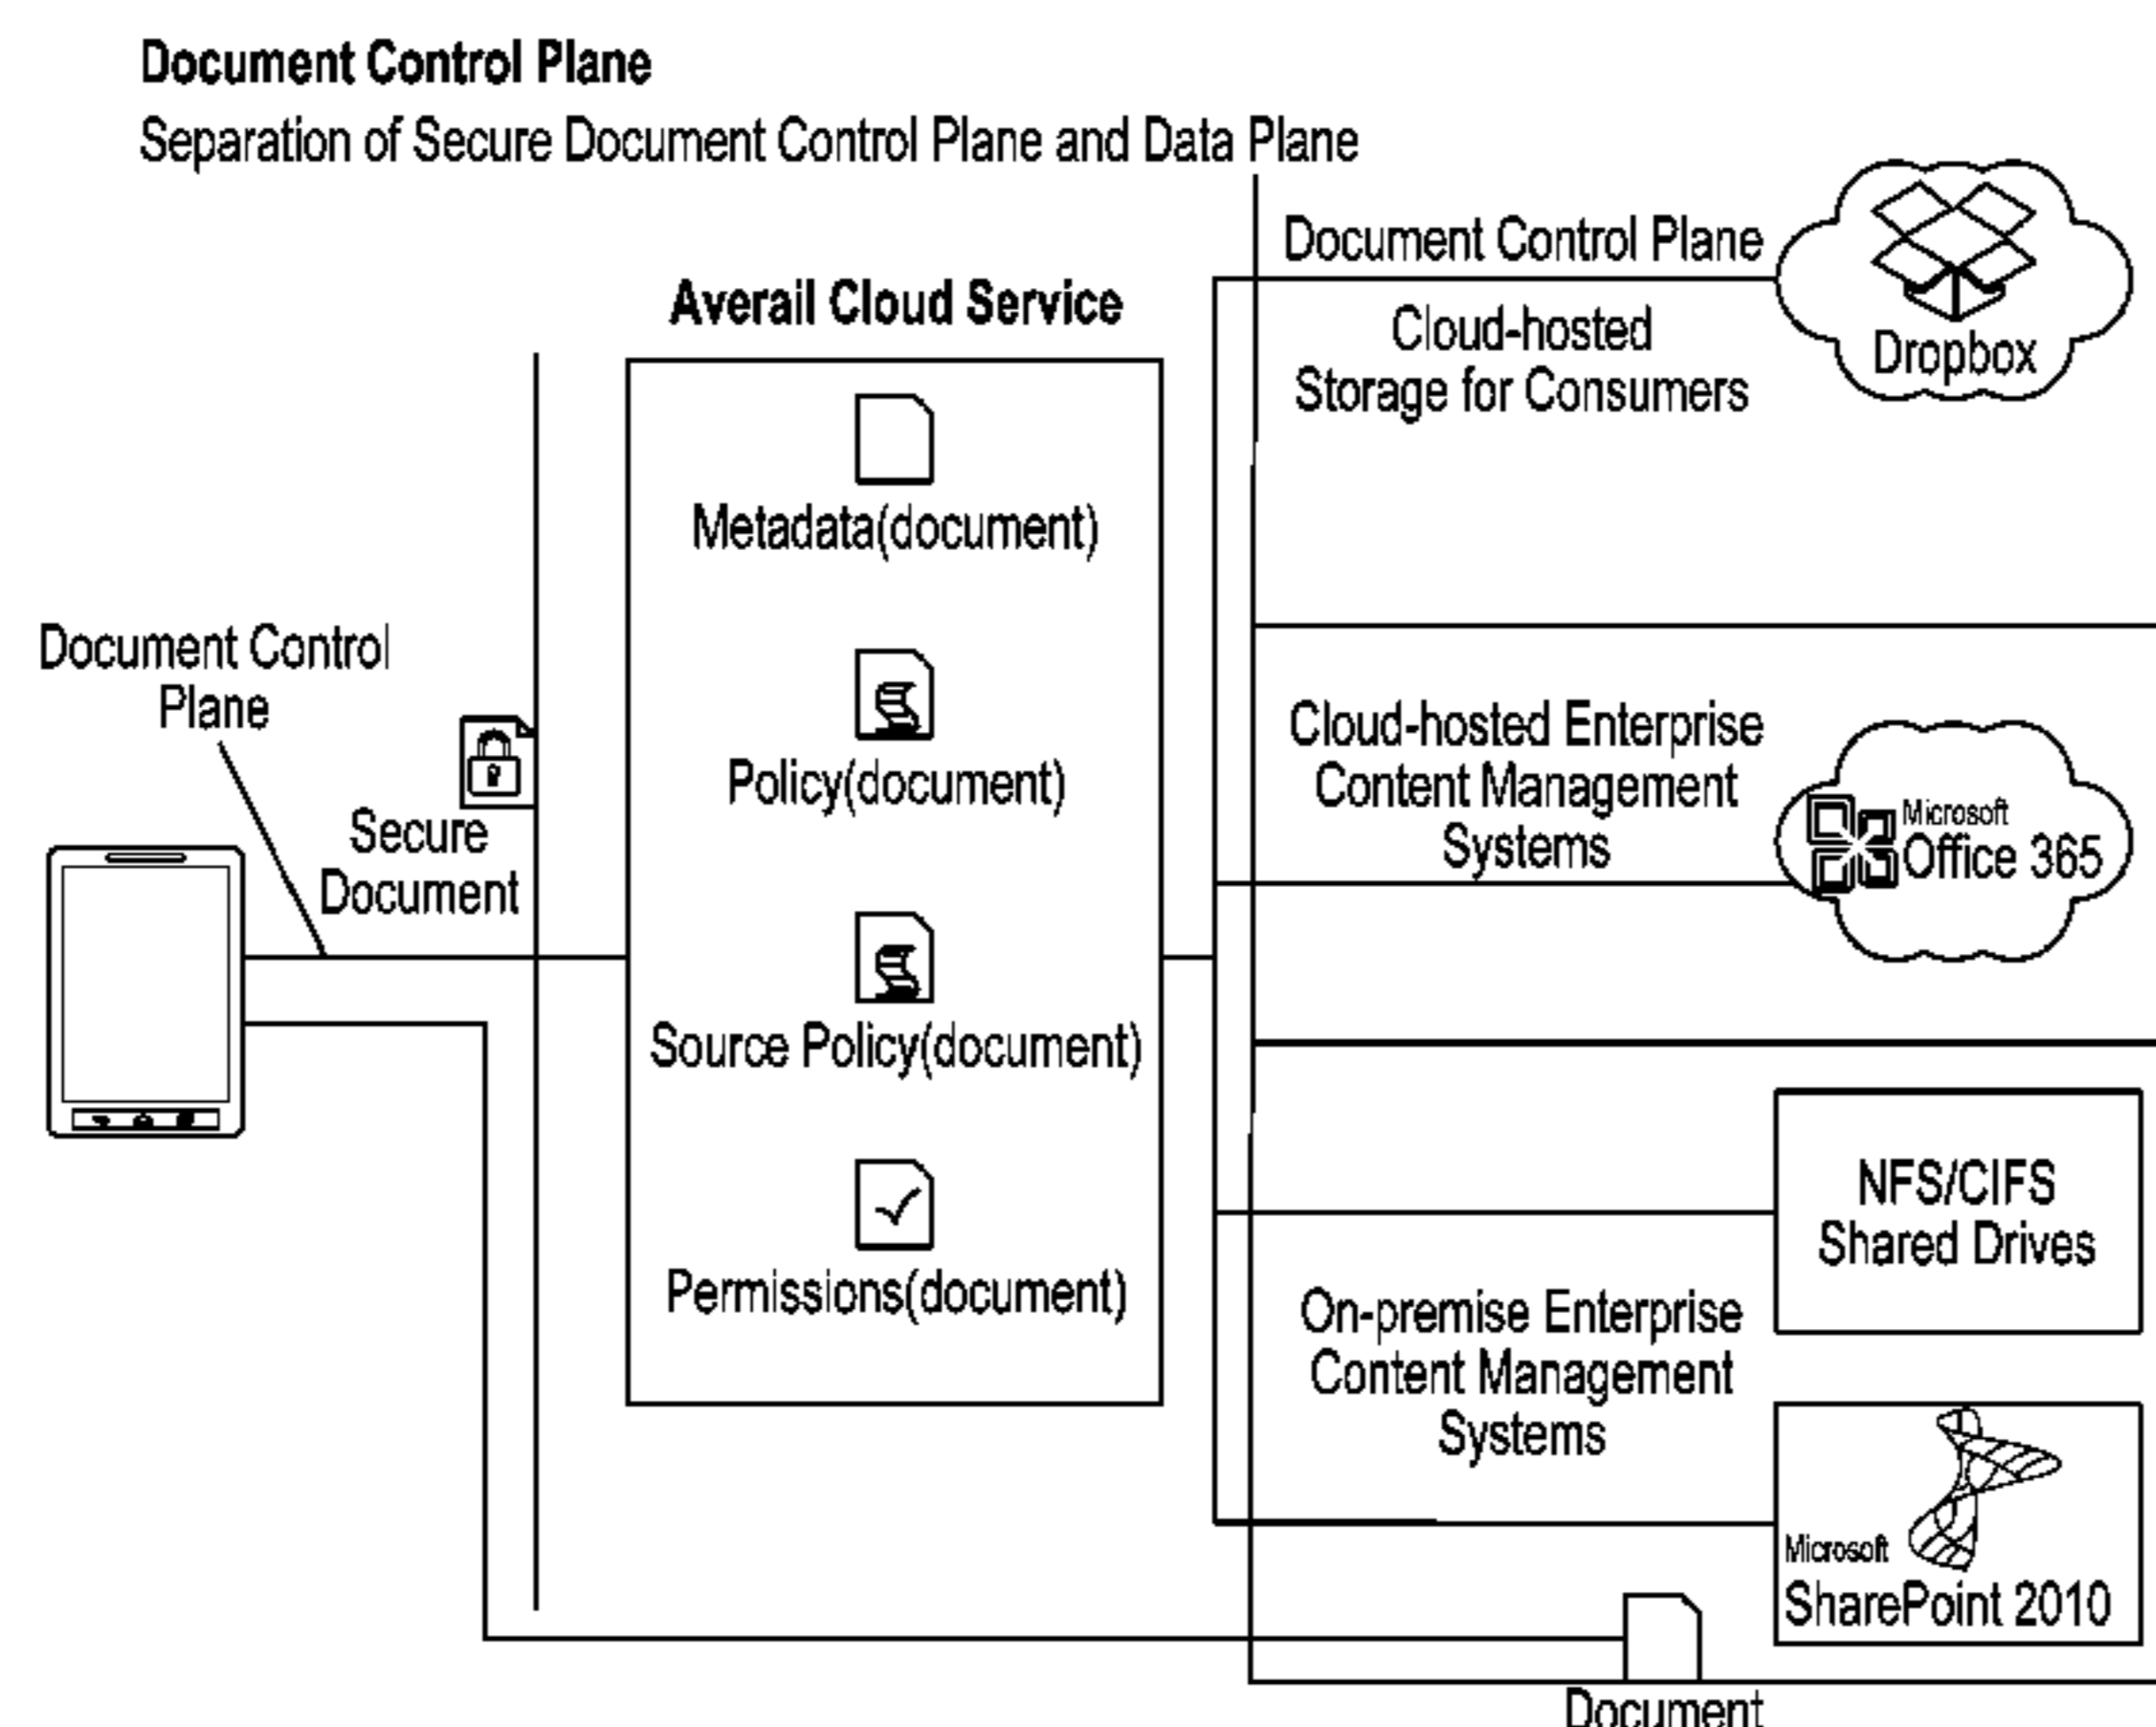 Document Control Plane
Separation of Secure Document Control Plane and Data Plane
Document Control
Plane
Secure
Document
Averail Cloud Service
Metadata(document)
Policy(document)
Source Policy(document)
Permissions(document)
Document Control Plane
Cloud-hosted
Storage for Consumers
Dropbox
Cloud-hosted Enterprise
Content Management
Systems
Microsoft
Office 365
NFS/CIFS
Shared Drives
On-premise Enterprise
Content Management
Systems
Microsoft
SharePoint 2010
Document